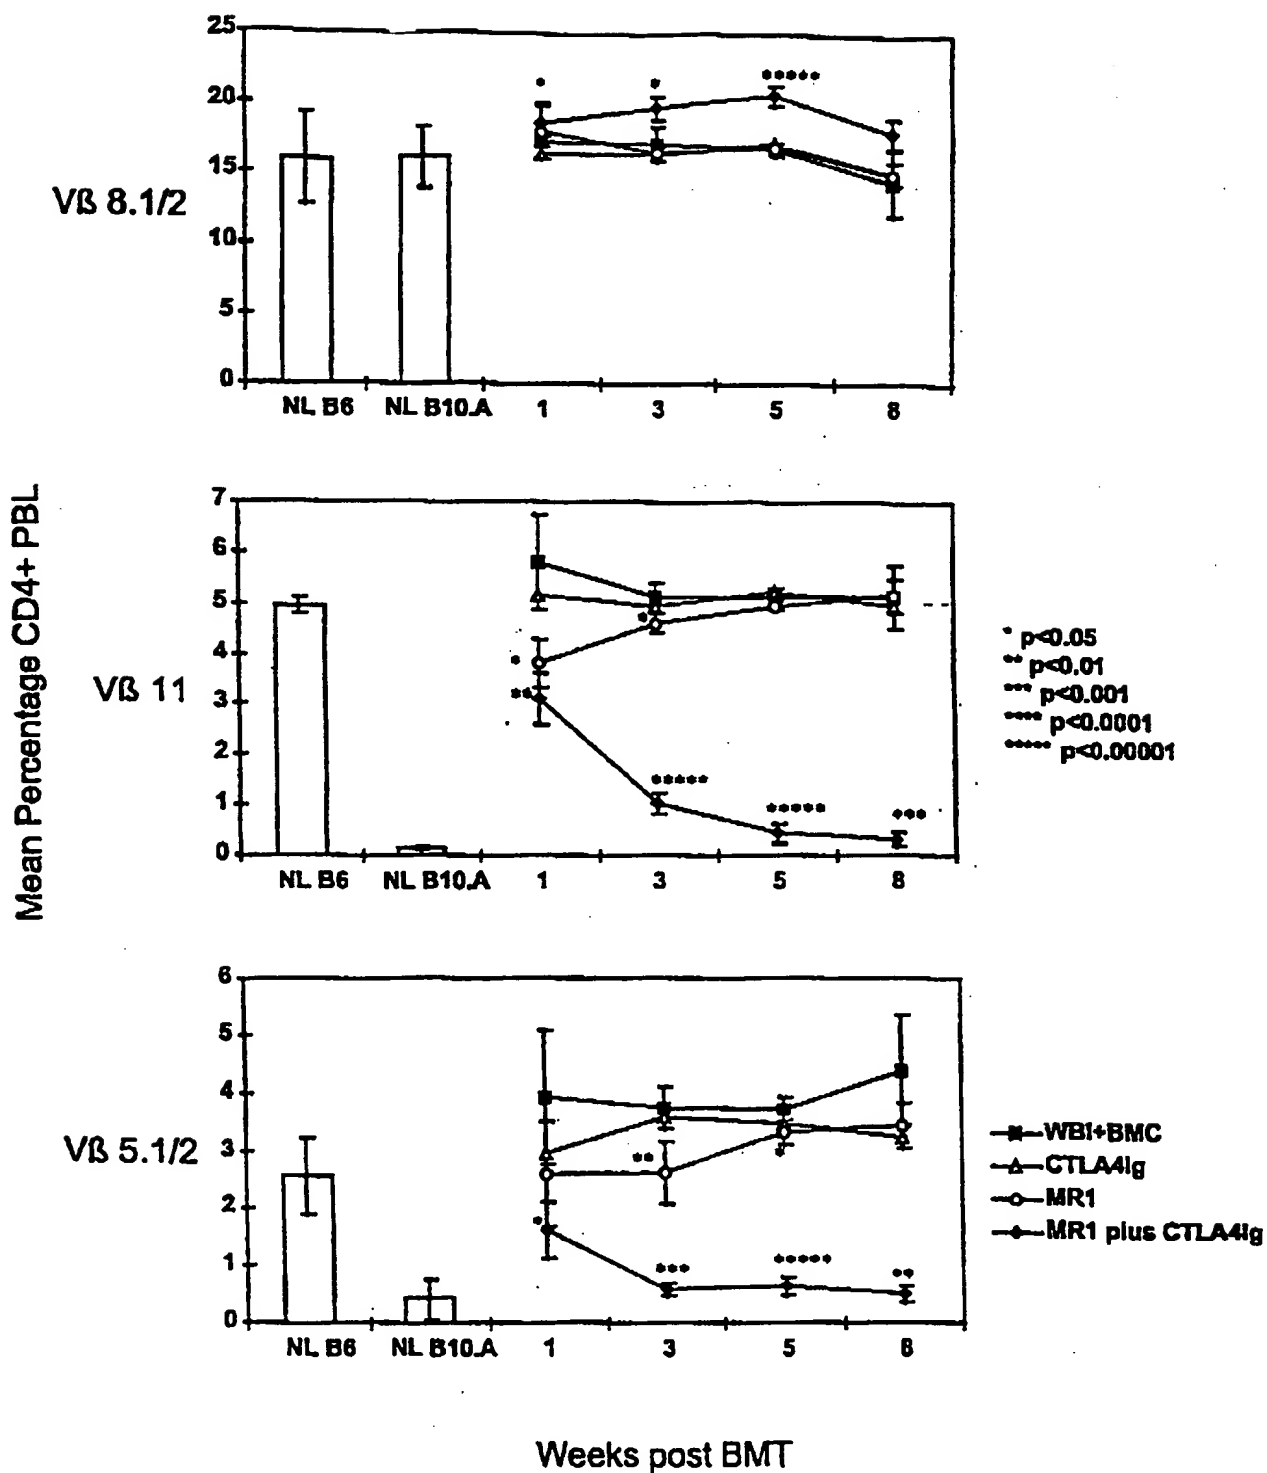 Mean Percentage CD4+ PBL
Vß 8.1/2
25
20
15
10
5
0
* * *****
NL B6 NL B10.A 1 3 5 8
Vß 11
7
6
5
4
3
2
1
0
* *
** ***** ***** ***
NL B6 NL B10.A 1 3 5 8
* p<0.05
** p<0.01
*** p<0.001
**** p<0.0001
***** p<0.00001
Vß 5.1/2
6
5
4
3
2
1
0
** *
* *** ***** **
NL B6 NL B10.A 1 3 5 8
WBI+BMC
CTLA4Ig
MR1
MR1 plus CTLA4Ig
Weeks post BMT